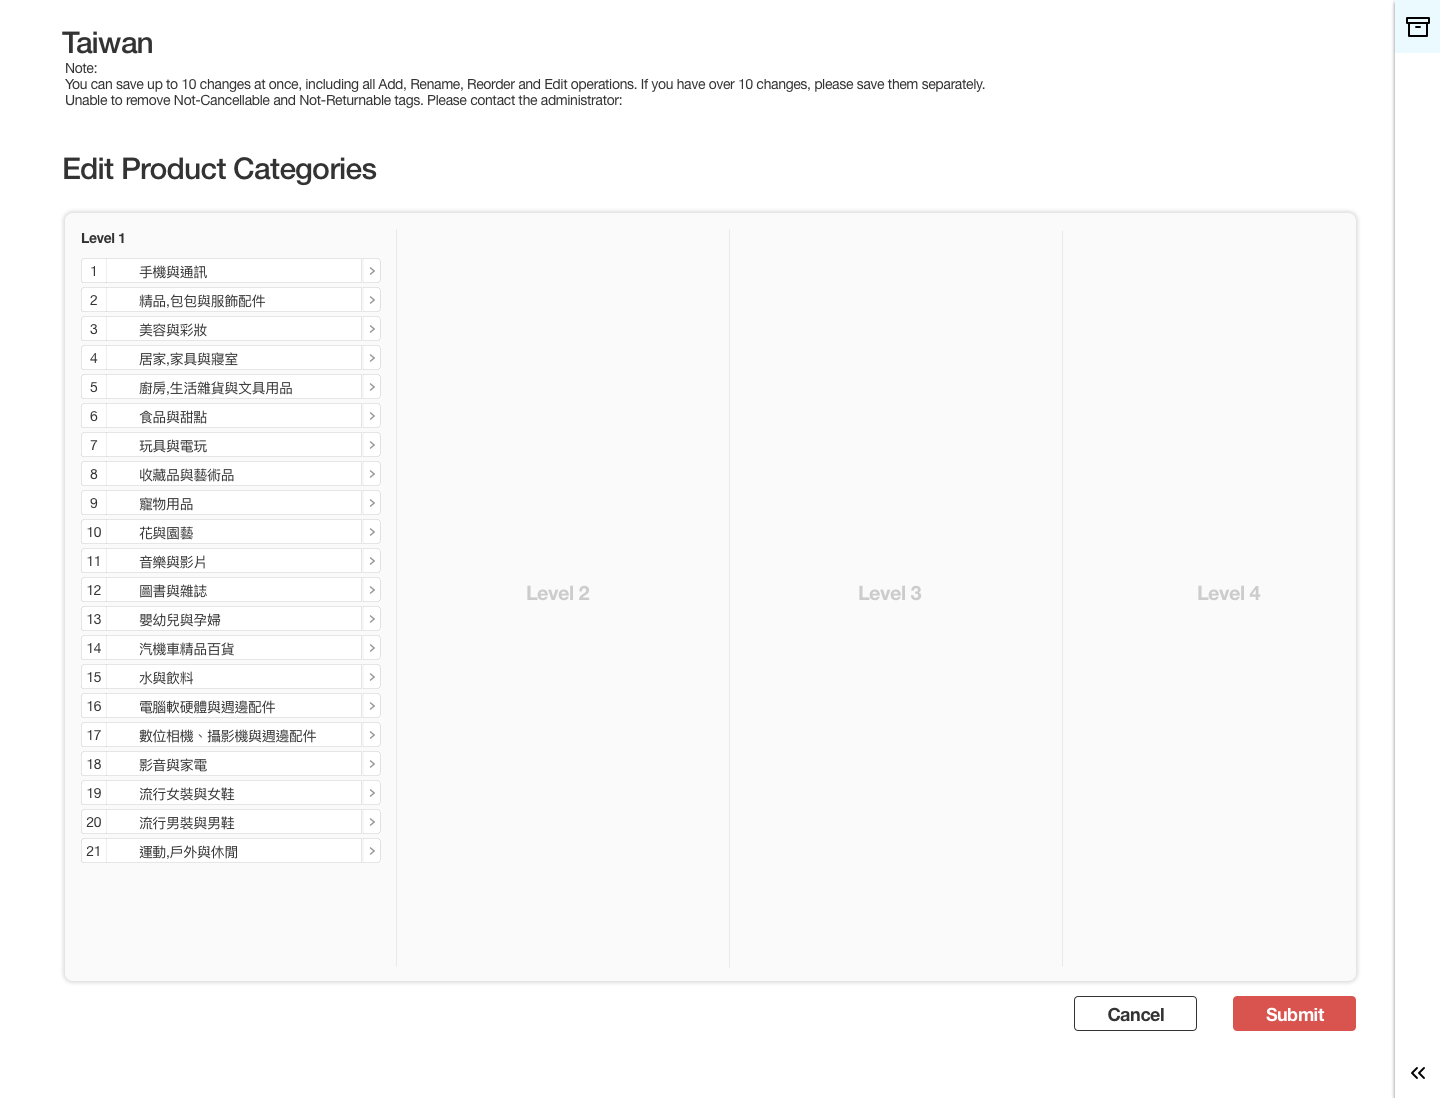 Taiwan
Note:
You can save up to 10 changes at once, including all Add, Rename, Reorder and Edit operations. If you have over 10 changes, please save them separately.
Unable to remove Not-Cancellable and Not-Returnable tags. Please contact the administrator:
Edit Product Categories
Level 1
1 手機與通訊
2 精品,包包與服飾配件
3 美容與彩妝
4 居家,家具與寢室
5 廚房,生活雜貨與文具用品
6 食品與甜點
7 玩具與電玩
8 收藏品與藝術品
9 寵物用品
10 花與園藝
11 音樂與影片
12 圖書與雜誌
13 嬰幼兒與孕婦
14 汽機車精品百貨
15 水與飲料
16 電腦軟硬體與週邊配件
17 數位相機、攝影機與週邊配件
18 影音與家電
19 流行女裝與女鞋
20 流行男裝與男鞋
21 運動,戶外與休閒
Level 2
Level 3
Level 4
Cancel
Submit